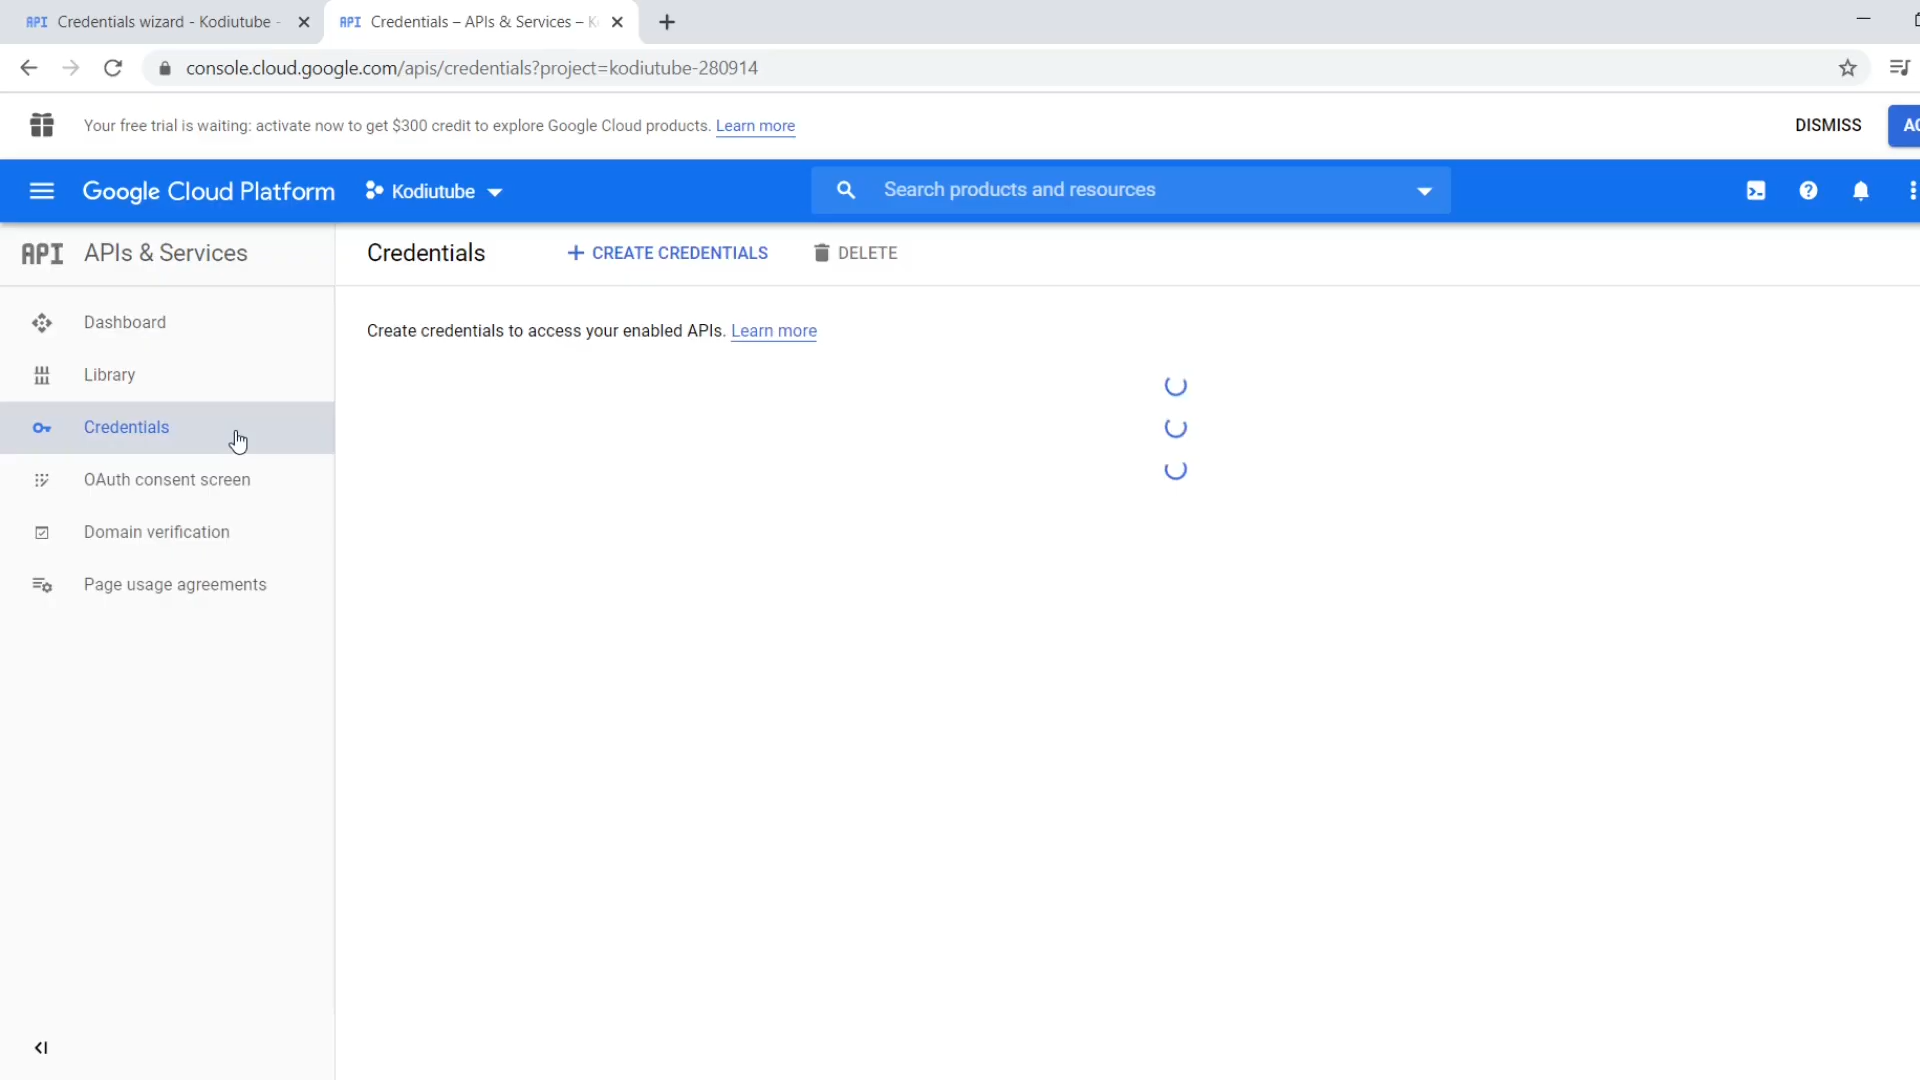 API Credentials wizard - Kodiutube -
API Credentials – APIs & Services – K
console.cloud.google.com/apis/credentials?project=kodiutube-280914
Your free trial is waiting: activate now to get $300 credit to explore Google Cloud products. Learn more
DISMISS
Google Cloud Platform
Kodiutube
Search products and resources
API APIs & Services
Credentials
CREATE CREDENTIALS
DELETE
Dashboard
Library
Credentials
OAuth consent screen
Domain verification
Page usage agreements
Create credentials to access your enabled APIs. Learn more